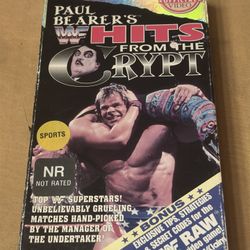 PAUL BEARER'S
WF HITS
FROM THE
CRYPT
VIDEO
SPORTS
NR
NOT RATED
TOP WF SUPERSTARS!
UNBELIEVABLY GRUELING
MATCHES HAND-PICKED
BY THE MANAGER OF
THE UNDERTAKER!
BONUS
EXCLUSIVE TIPS, STRATEGIES
SECRET CODES for the
RAW